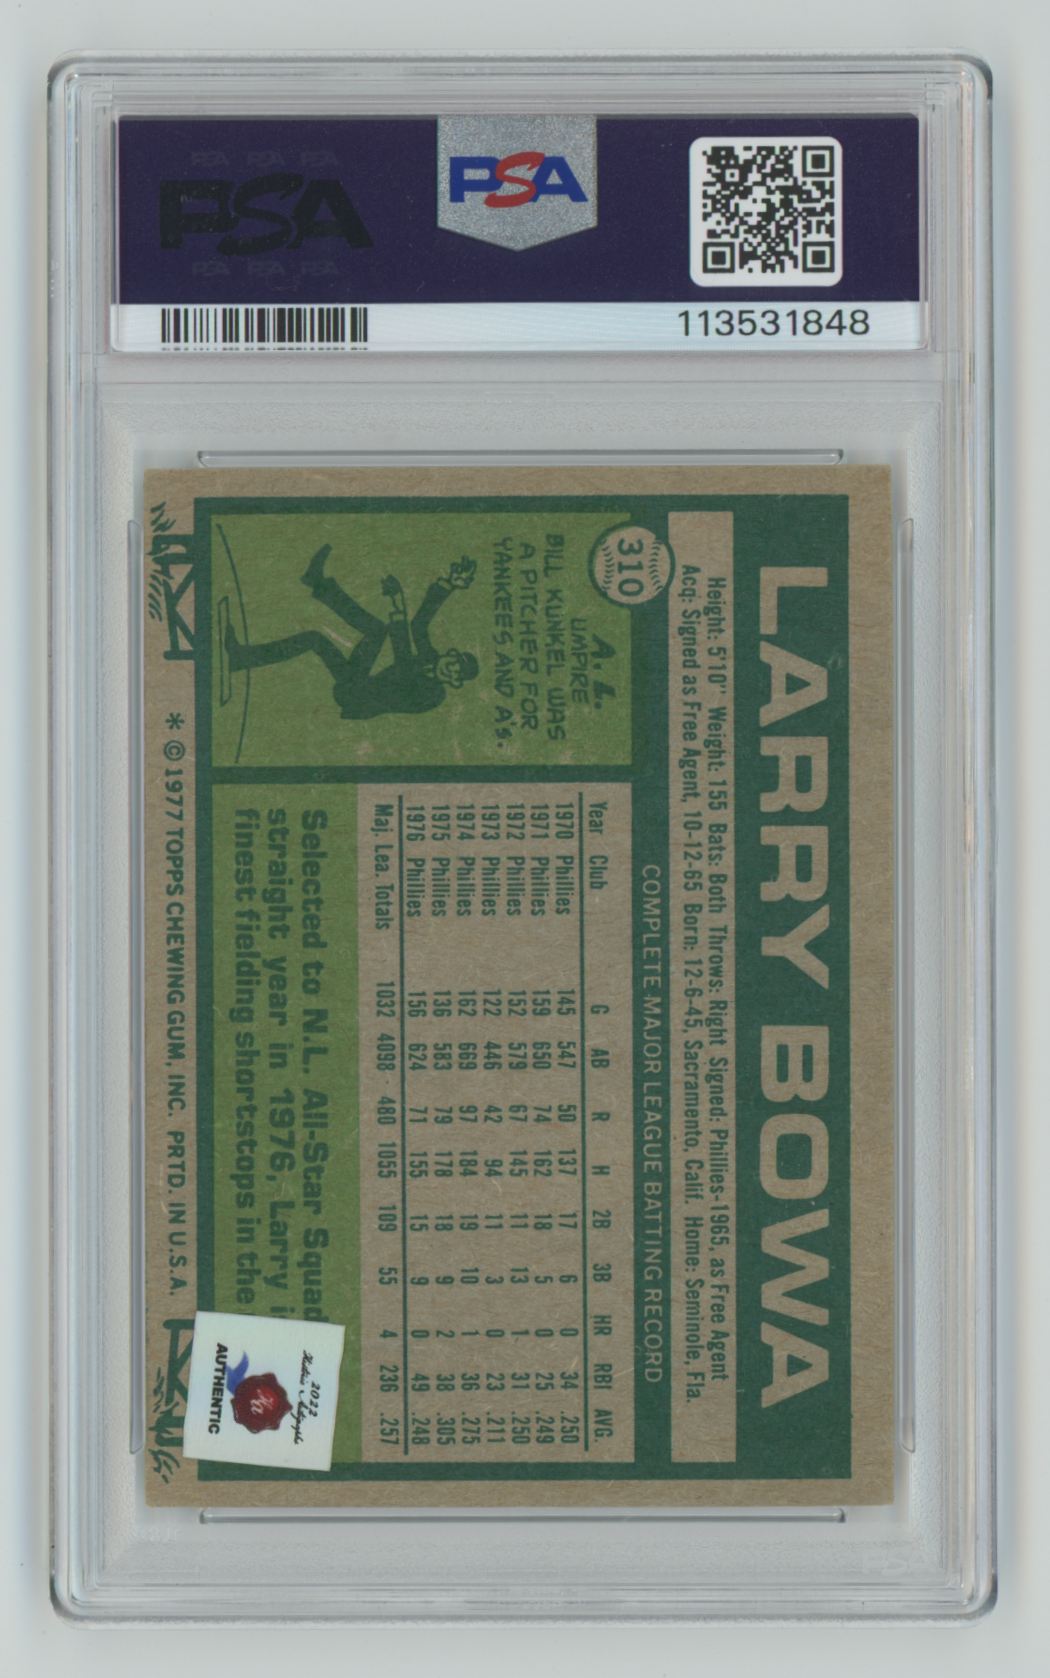 PSA PSA PSA
PSA
PSA PSA PSA
PSA
113531848
LARRY BOWA
Height: 5'10" Weight: 155 Bats: Both Throws: Right Signed: Phillies-1965, as Free Agent
Acq: Signed as Free Agent, 10-12-65 Born: 12-6-45, Sacramento, Calif. Home: Seminole, Fla.
310
A.L.
UMPIRE
BILL KUNKEL WAS
A PITCHER FOR
YANKEES AND A's.
COMPLETE MAJOR LEAGUE BATTING RECORD
Year Club G AB R H 2B 3B HR RBI AVG.
1970 Phillies 145 547 50 137 17 6 0 34 .250
1971 Phillies 159 650 74 162 18 5 0 25 .249
1972 Phillies 152 579 67 145 11 13 1 31 .250
1973 Phillies 122 446 42 94 11 3 0 23 .211
1974 Phillies 162 669 97 184 19 10 1 36 .275
1975 Phillies 136 583 79 178 18 9 2 38 .305
1976 Phillies 156 624 71 155 15 9 0 49 .248
Maj. Lea. Totals 1032 4098 480 1055 109 55 4 236 .257
Selected to N.L. All-Star Squad
straight year in 1976, Larry i
finest fielding shortstops in the
* ©1977 TOPPS CHEWING GUM, INC. PRTD. IN U.S.A.
2022
AUTHENTIC
PSA